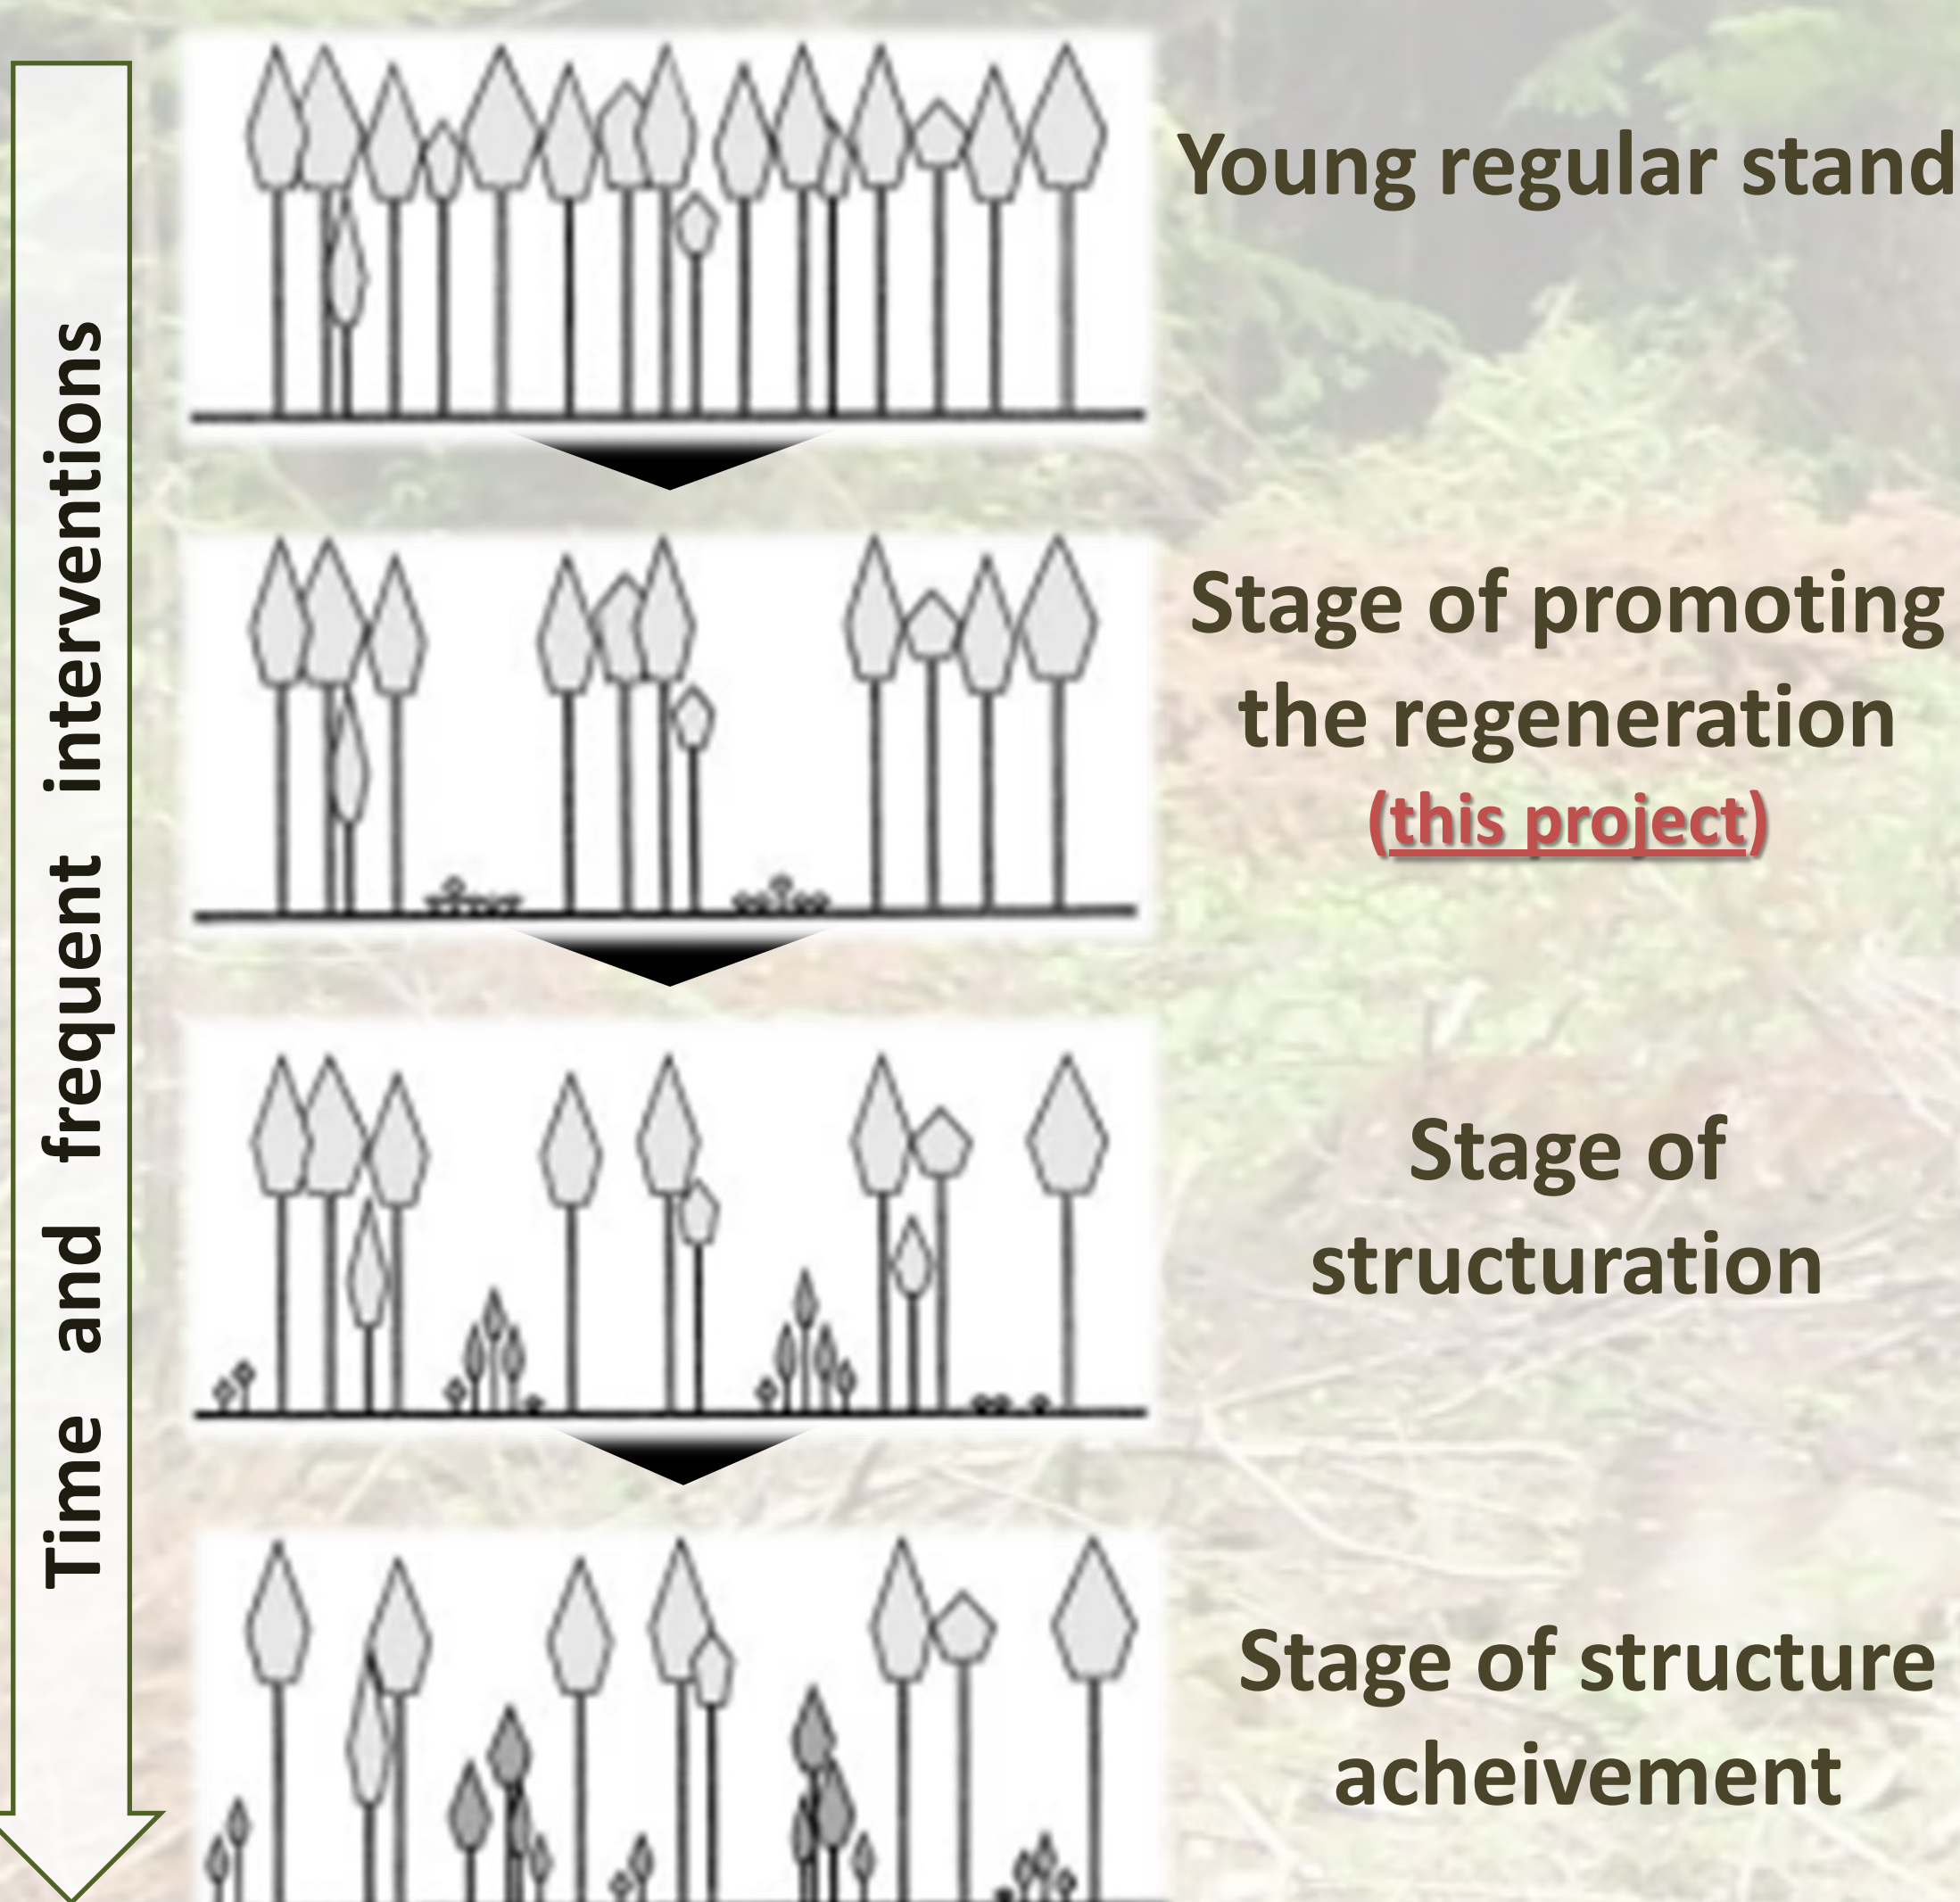 Time and frequent interventions
Young regular stand
Stage of promoting
the regeneration
(this project)
Stage of
structuration
Stage of structure
acheivement